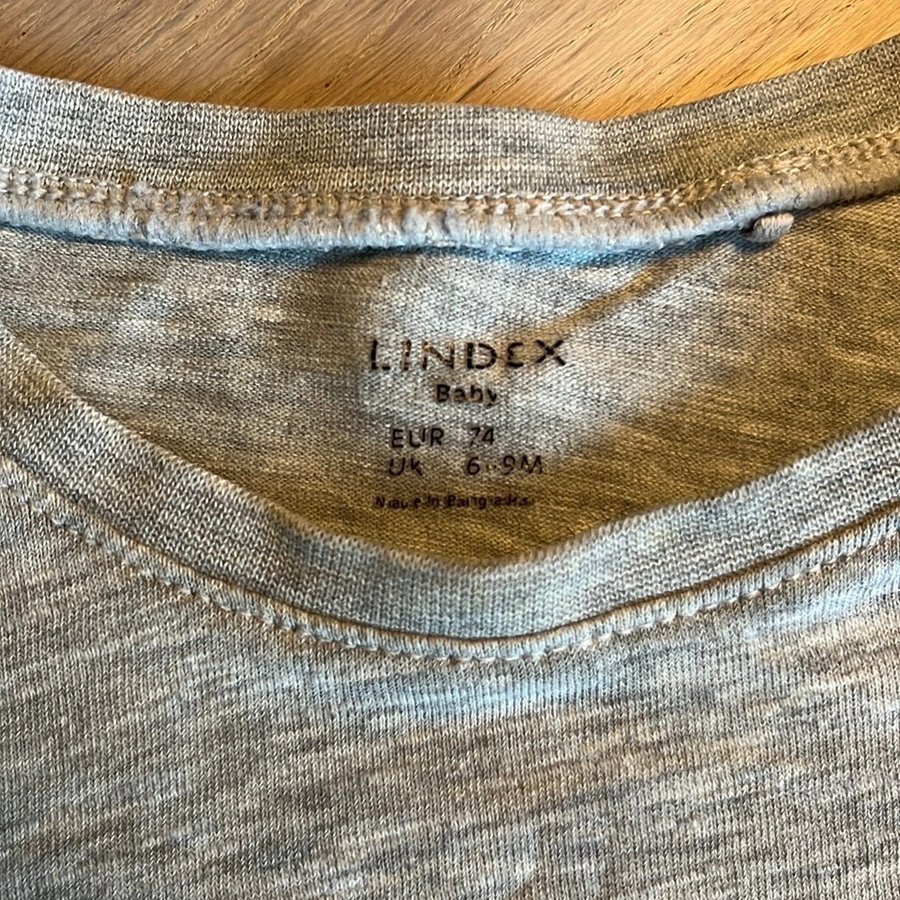 LINDEX
Baby
EUR 74
UK 6-9M
Made in Bangladesh